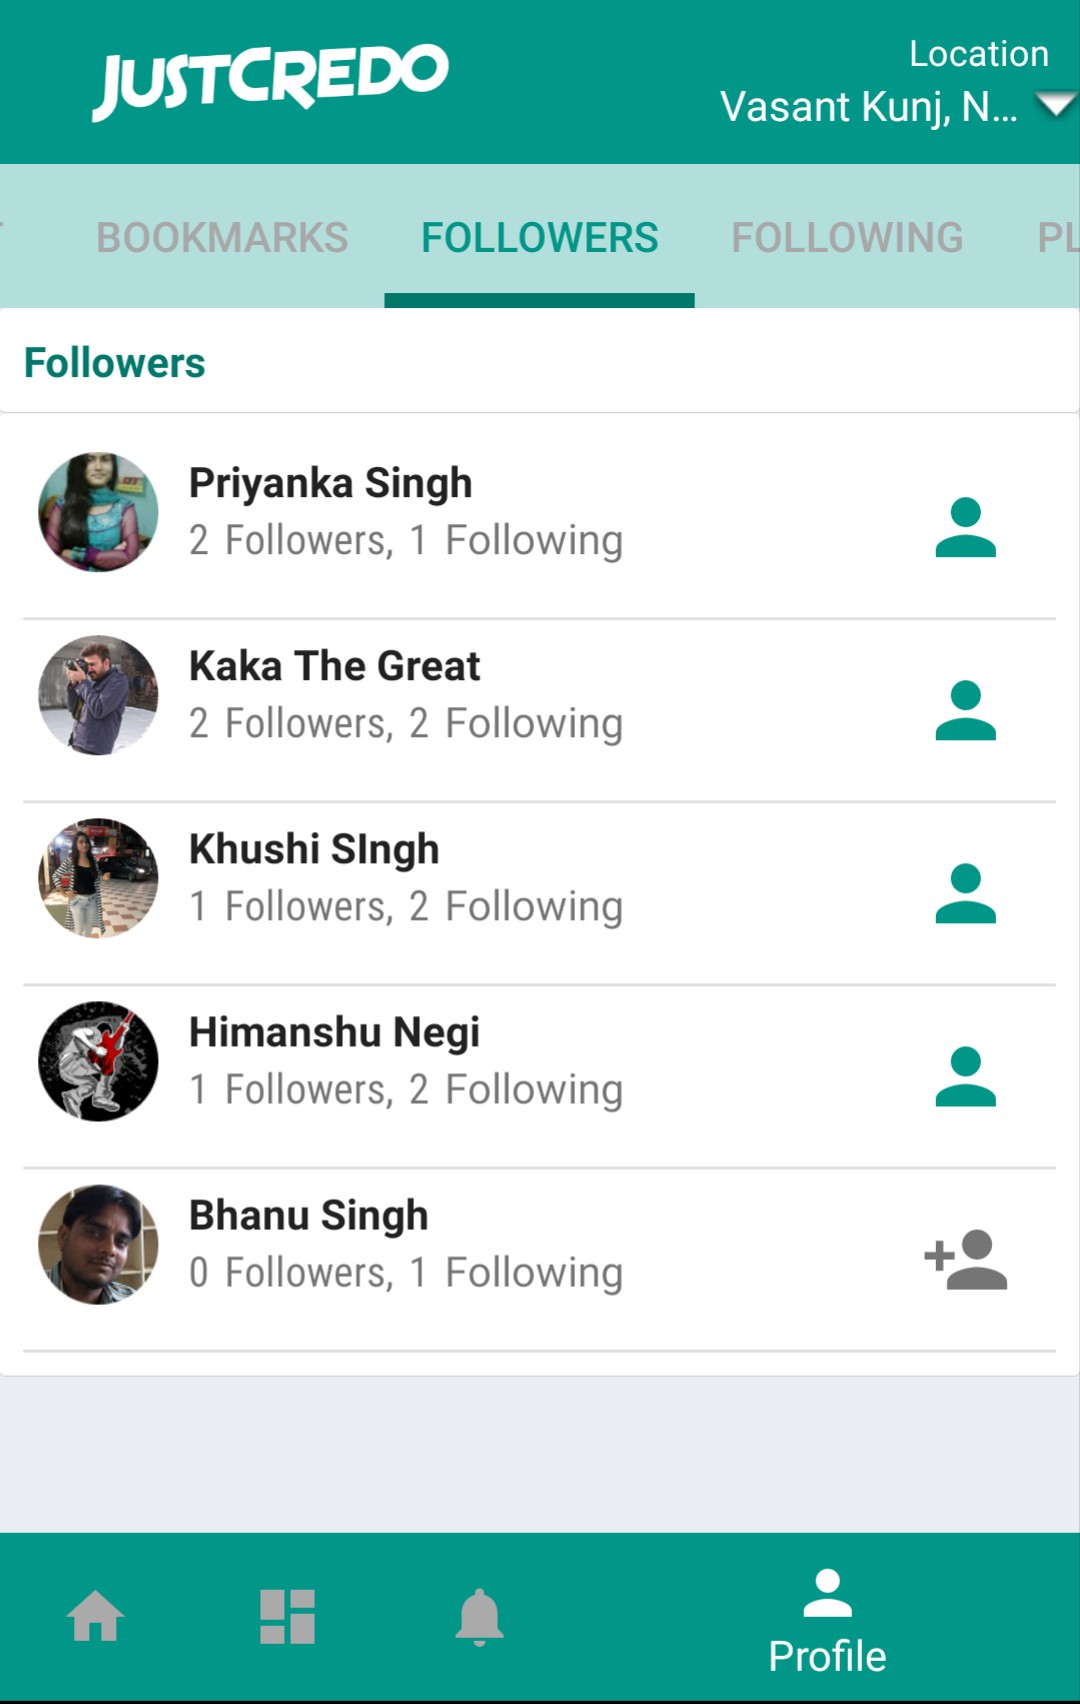 JUSTCREDO
Location
Vasant Kunj, N...
BOOKMARKS
FOLLOWERS
FOLLOWING
PL
Followers
Priyanka Singh
2 Followers, 1 Following
Kaka The Great
2 Followers, 2 Following
Khushi SIngh
1 Followers, 2 Following
Himanshu Negi
1 Followers, 2 Following
Bhanu Singh
0 Followers, 1 Following
Profile